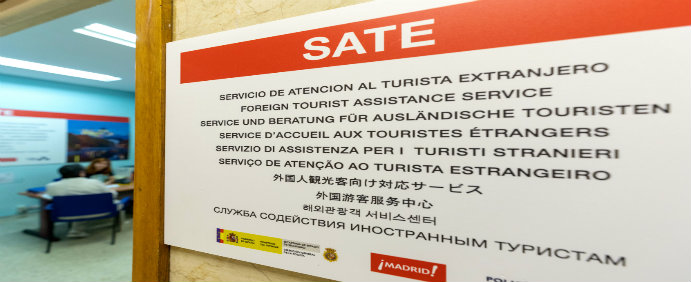 SATE
SERVICIO DE ATENCION AL TURISTA EXTRANJERO
FOREIGN TOURIST ASSISTANCE SERVICE
SERVICE UND BERATUNG FÜR AUSLÄNDISCHE TOURISTEN
SERVICE D'ACCUEIL AUX TOURISTES ÉTRANGERS
SERVIZIO DI ASSISTENZA PER I TURISTI STRANIERI
SERVIÇO DE ATENÇÃO AO TURISTA ESTRANGEIRO
外国人観光客向け対応サービス
外国游客服务中心
해외관광객 서비스센터
СЛУЖБА СОДЕЙСТВИЯ ИНОСТРАННЫМ ТУРИСТАМ
¡MADRID!